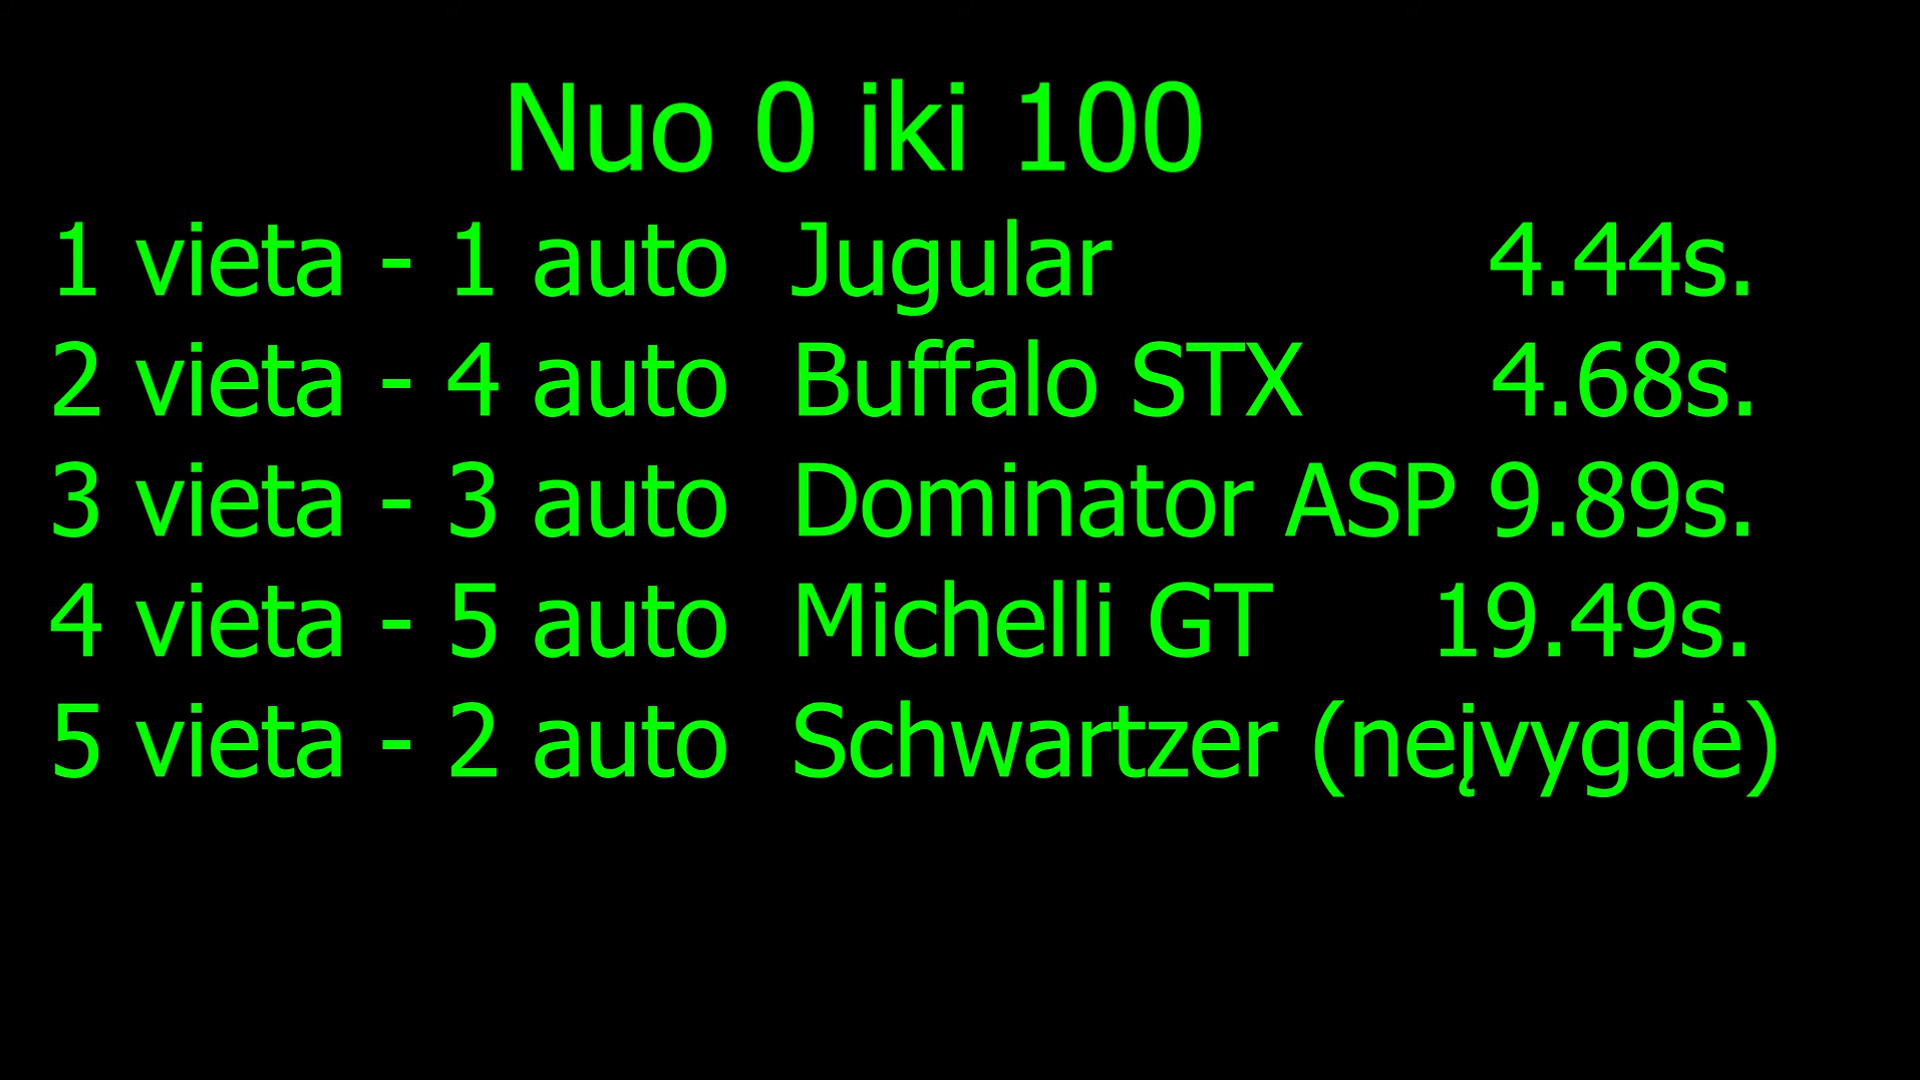 Nuo 0 iki 100
1 vieta - 1 auto Jugular 4.44s.
2 vieta - 4 auto Buffalo STX 4.68s.
3 vieta - 3 auto Dominator ASP 9.89s.
4 vieta - 5 auto Michelli GT 19.49s.
5 vieta - 2 auto Schwartzer (neįvygdė)